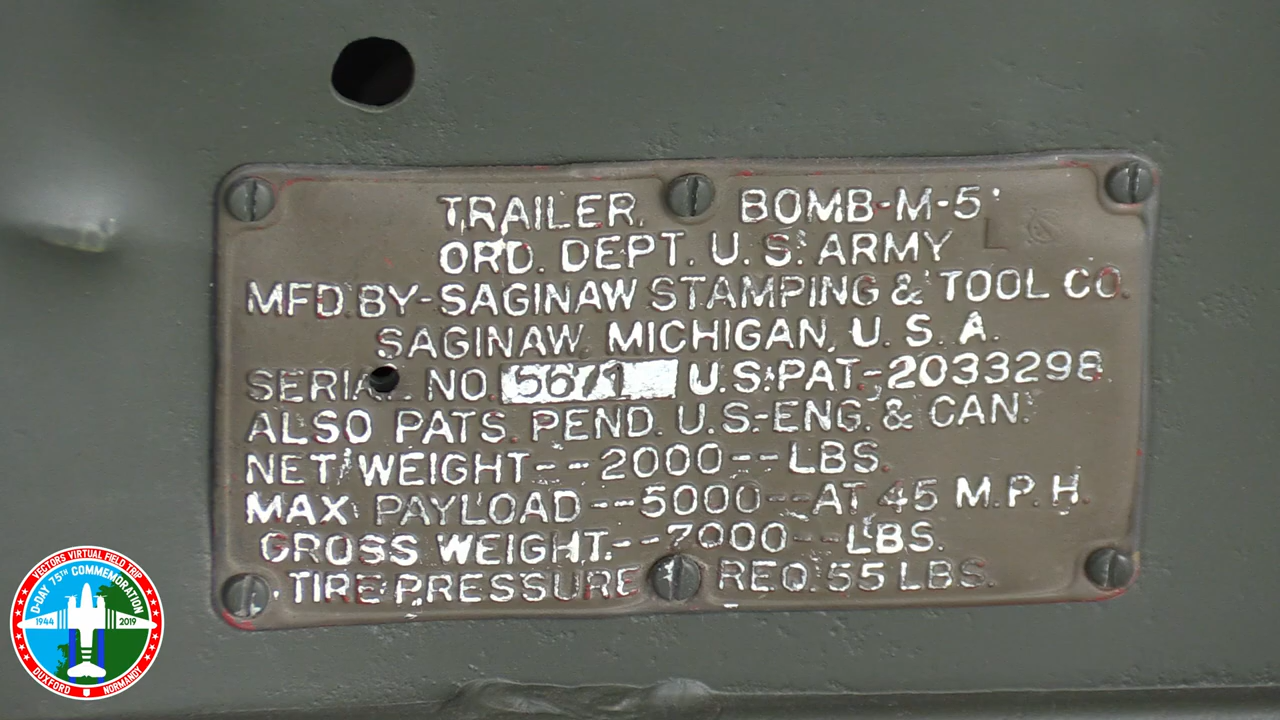 TRAILER. BOMB-M-5
ORD. DEPT. U. S. ARMY
MFD. BY-SAGINAW STAMPING & TOOL CO.
SAGINAW, MICHIGAN, U. S. A.
SERIAL NO. 5671 U.S. PAT-2033298
ALSO PATS. PEND. U.S-ENG. & CAN.
NET WEIGHT--2000--LBS.
MAX PAYLOAD--5000--AT 45 M.P.H.
GROSS WEIGHT.--7000--LBS.
TIRE PRESSURE REQ. 55 LBS.
VECTORS VIRTUAL FIELD TRIP
D-DAY 75TH COMMEMORATION
1944 2019
DUXFORD NORMANDY